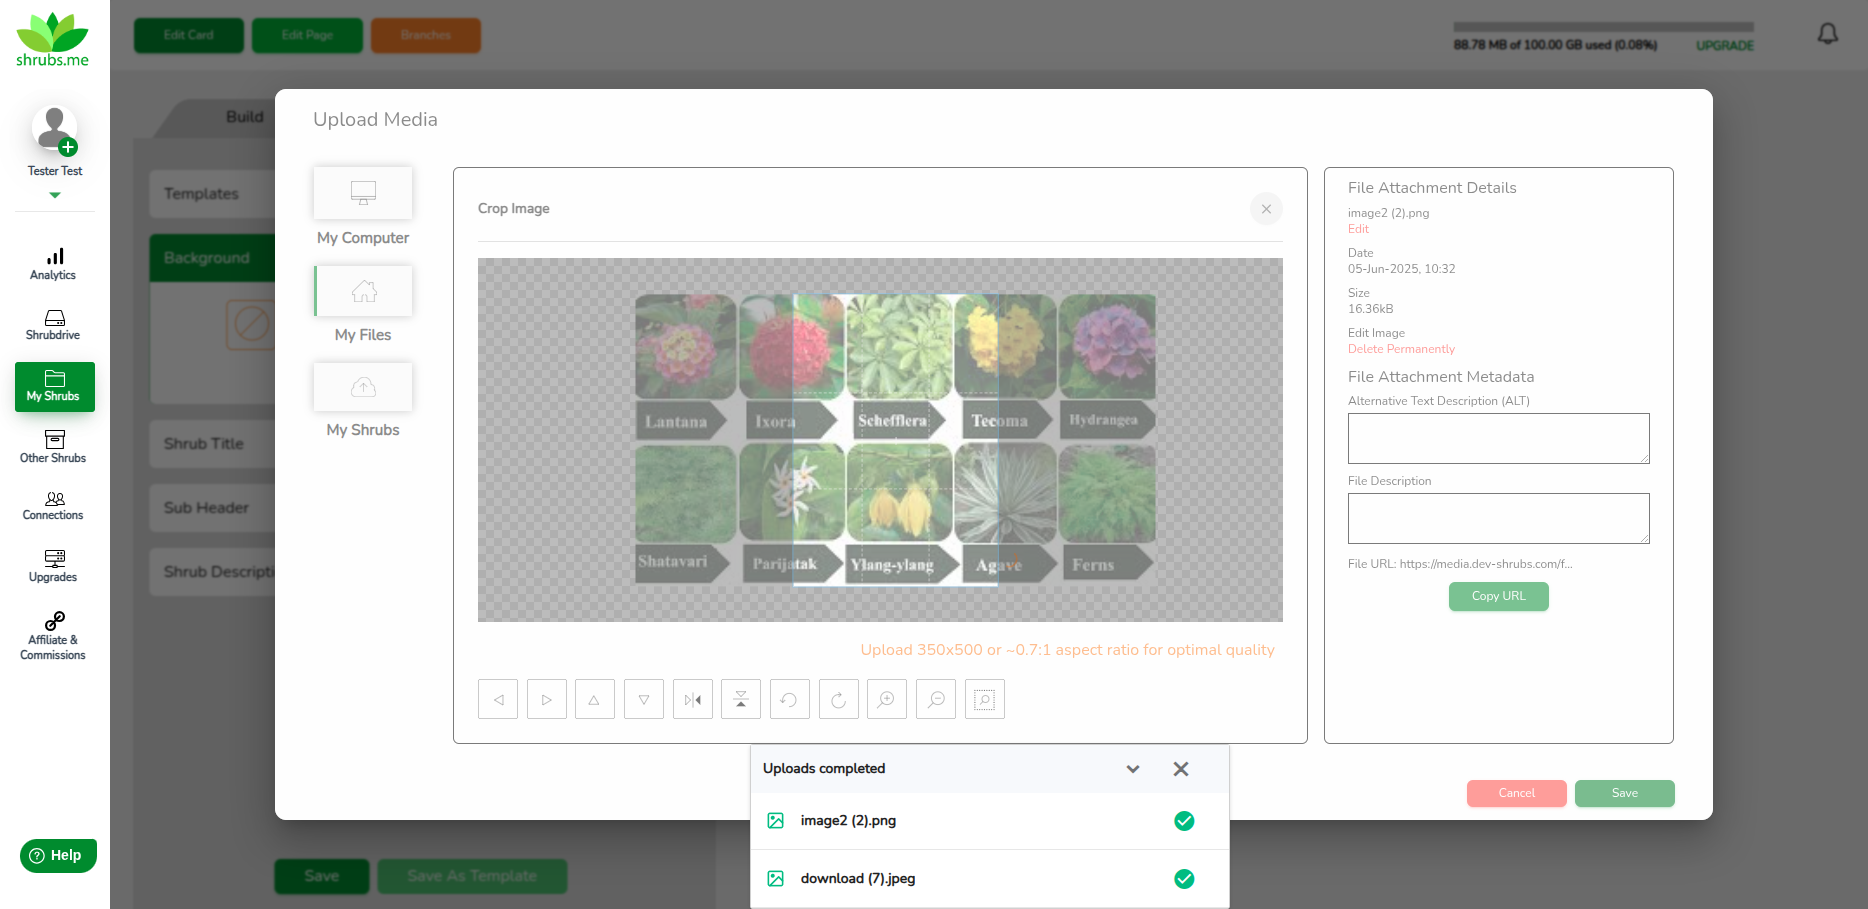 shrubs.me
Tester Test
Analytics
Shrubdrive
My Shrubs
Other Shrubs
Connections
Upgrades
Affiliate &
Commissions
Help
Edit Card
Edit Page
Branches
88.78 MB of 100.00 GB used (0.08%)
UPGRADE
Build
Templates
Background
Shrub Title
Sub Header
Shrub Descripti
Save
Save As Template
Upload Media
My Computer
My Files
My Shrubs
Crop Image
Lantana
Ixora
Schefflera
Tecoma
Hydrangea
Shatavari
Parijatak
Ylang-ylang
Agave
Ferns
Upload 350x500 or ~0.7:1 aspect ratio for optimal quality
File Attachment Details
image2 (2).png
Edit
Date
05-Jun-2025, 10:32
Size
16.36kB
Edit Image
Delete Permanently
File Attachment Metadata
Alternative Text Description (ALT)
File Description
File URL: https://media.dev-shrubs.com/f...
Copy URL
Cancel
Save
Uploads completed
image2 (2).png
download (7).jpeg